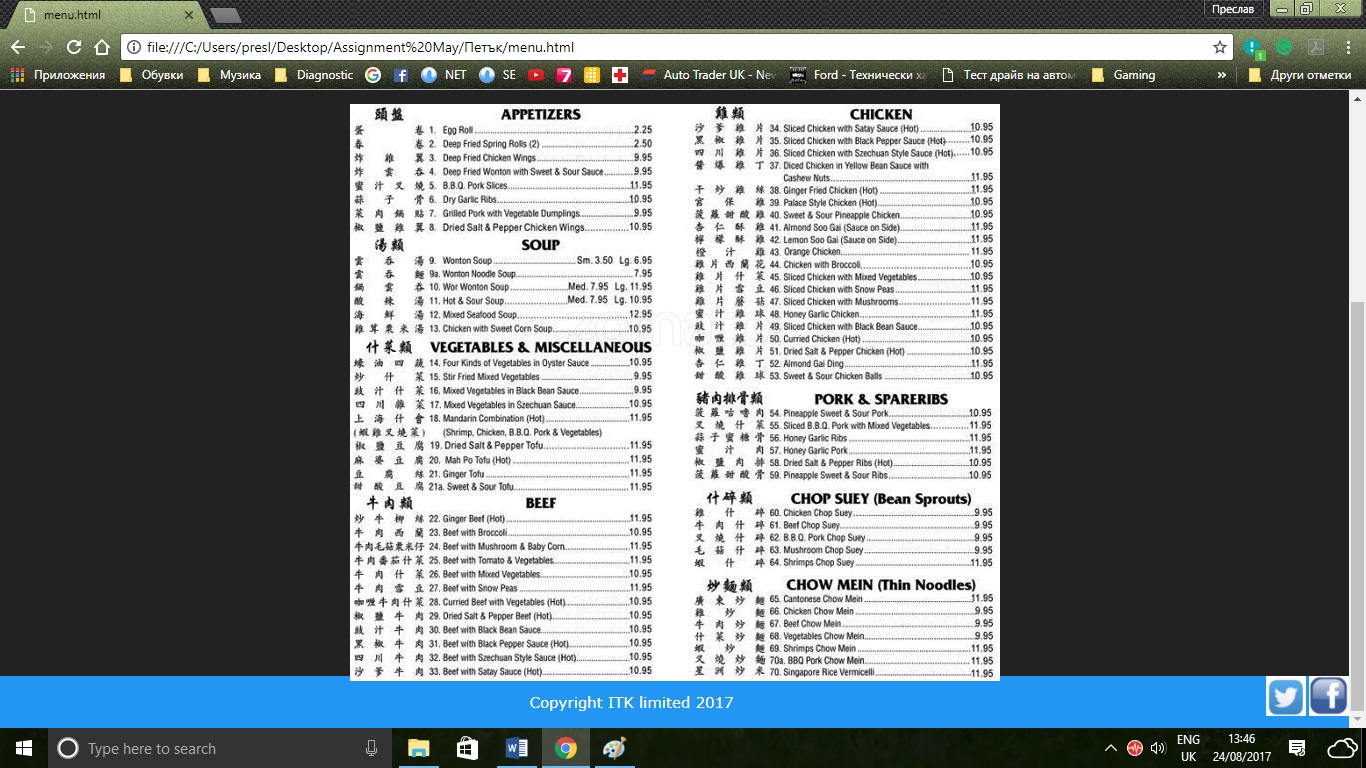 menu.html
Преслав
file:///C:/Users/presl/Desktop/Assignment%20May/Петък/menu.html
Приложения Обувки Музика Diagnostic NET SE Auto Trader UK - Nev Ford - Технически ха Тест драйв на автом Gaming » Други отметки
頭盤 APPETIZERS
蛋卷 1. Egg Roll 2.25
春卷 2. Deep Fried Spring Rolls (2) 2.50
炸雞翼 3. Deep Fried Chicken Wings 9.95
炸雲吞 4. Deep Fried Wonton with Sweet & Sour Sauce 9.95
蜜汁叉燒 5. B.B.Q. Pork Slices 11.95
蒜子骨 6. Dry Garlic Ribs 10.95
菜肉鍋貼 7. Grilled Pork with Vegetable Dumplings 9.95
椒鹽雞翼 8. Dried Salt & Pepper Chicken Wings 10.95
湯類 SOUP
雲吞湯 9. Wonton Soup Sm. 3.50 Lg. 6.95
雲吞麵 9a. Wonton Noodle Soup 7.95
鍋雲吞 10. Wor Wonton Soup Med. 7.95 Lg. 11.95
酸辣湯 11. Hot & Sour Soup Med. 7.95 Lg. 10.95
海鮮湯 12. Mixed Seafood Soup 12.95
雞茸粟米湯 13. Chicken with Sweet Corn Soup 10.95
什菜類 VEGETABLES & MISCELLANEOUS
蠔油四蔬 14. Four Kinds of Vegetables in Oyster Sauce 10.95
炒什菜 15. Stir Fried Mixed Vegetables 9.95
豉汁什菜 16. Mixed Vegetables in Black Bean Sauce 9.95
四川雜菜 17. Mixed Vegetables in Szechuan Sauce 10.95
上海什會 18. Mandarin Combination (Hot) 11.95
(蝦雞叉燒菜) (Shrimp, Chicken, B.B.Q. Pork & Vegetables)
椒鹽豆腐 19. Dried Salt & Pepper Tofu 11.95
麻婆豆腐 20. Mah Po Tofu (Hot) 11.95
豆腐絲 21. Ginger Tofu 11.95
甜酸豆腐 21a. Sweet & Sour Tofu 11.95
牛肉類 BEEF
炒牛柳絲 22. Ginger Beef (Hot) 11.95
牛肉西蘭 23. Beef with Broccoli 10.95
牛肉毛菇粟米仔 24. Beef with Mushroom & Baby Corn 11.95
牛肉番茄什菜 25. Beef with Tomato & Vegetables 11.95
牛肉什菜 26. Beef with Mixed Vegetables 10.95
牛肉雪豆 27. Beef with Snow Peas 11.95
咖喱牛肉什菜 28. Curried Beef with Vegetables (Hot) 10.95
椒鹽牛肉 29. Dried Salt & Pepper Beef (Hot) 10.95
豉汁牛肉 30. Beef with Black Bean Sauce 10.95
黑椒牛肉 31. Beef with Black Pepper Sauce (Hot) 10.95
四川牛肉 32. Beef with Szechuan Style Sauce (Hot) 10.95
沙爹牛肉 33. Beef with Satay Sauce (Hot) 10.95
雞類 CHICKEN
沙爹雞片 34. Sliced Chicken with Satay Sauce (Hot) 10.95
黑椒雞片 35. Sliced Chicken with Black Pepper Sauce (Hot) 10.95
四川雞片 36. Sliced Chicken with Szechuan Style Sauce (Hot) 10.95
醬爆雞丁 37. Diced Chicken in Yellow Bean Sauce with
Cashew Nuts 11.95
干炒雞絲 38. Ginger Fried Chicken (Hot) 11.95
宮保雞 39. Palace Style Chicken (Hot) 10.95
菠蘿甜酸雞 40. Sweet & Sour Pineapple Chicken 10.95
杏仁酥雞 41. Almond Soo Gai (Sauce on Side) 11.95
檸檬酥雞 42. Lemon Soo Gai (Sauce on Side) 11.95
橙汁雞 43. Orange Chicken 11.95
雞片西蘭花 44. Chicken with Broccoli 10.95
雞片什菜 45. Sliced Chicken with Mixed Vegetables 10.95
雞片雪豆 46. Sliced Chicken with Snow Peas 11.95
雞片蘑菇 47. Sliced Chicken with Mushrooms 11.95
蜜汁雞球 48. Honey Garlic Chicken 11.95
豉汁雞片 49. Sliced Chicken with Black Bean Sauce 10.95
咖喱雞片 50. Curried Chicken (Hot) 10.95
椒鹽雞片 51. Dried Salt & Pepper Chicken (Hot) 10.95
杏仁雞丁 52. Almond Gai Ding 11.95
甜酸雞球 53. Sweet & Sour Chicken Balls 10.95
豬肉排骨類 PORK & SPARERIBS
菠蘿咕嚕肉 54. Pineapple Sweet & Sour Pork 10.95
叉燒什菜 55. Sliced B.B.Q. Pork with Mixed Vegetables 11.95
蒜子蜜糖骨 56. Honey Garlic Ribs 11.95
蜜汁肉 57. Honey Garlic Pork 11.95
椒鹽肉排 58. Dried Salt & Pepper Ribs (Hot) 10.95
菠蘿甜酸骨 59. Pineapple Sweet & Sour Ribs 10.95
什碎類 CHOP SUEY (Bean Sprouts)
雞什碎 60. Chicken Chop Suey 9.95
牛肉什碎 61. Beef Chop Suey 9.95
叉燒什碎 62. B.B.Q. Pork Chop Suey 9.95
毛菇什碎 63. Mushroom Chop Suey 9.95
蝦什碎 64. Shrimps Chop Suey 11.95
炒麵類 CHOW MEIN (Thin Noodles)
廣東炒麵 65. Cantonese Chow Mein 11.95
雞炒麵 66. Chicken Chow Mein 9.95
牛肉炒麵 67. Beef Chow Mein 9.95
什菜炒麵 68. Vegetables Chow Mein 9.95
蝦炒麵 69. Shrimps Chow Mein 11.95
叉燒炒麵 70a. BBQ Pork Chow Mein 11.95
星洲炒米 70. Singapore Rice Vermicelli 11.95
Copyright ITK limited 2017
Type here to search
ENG
UK
13:46
24/08/2017